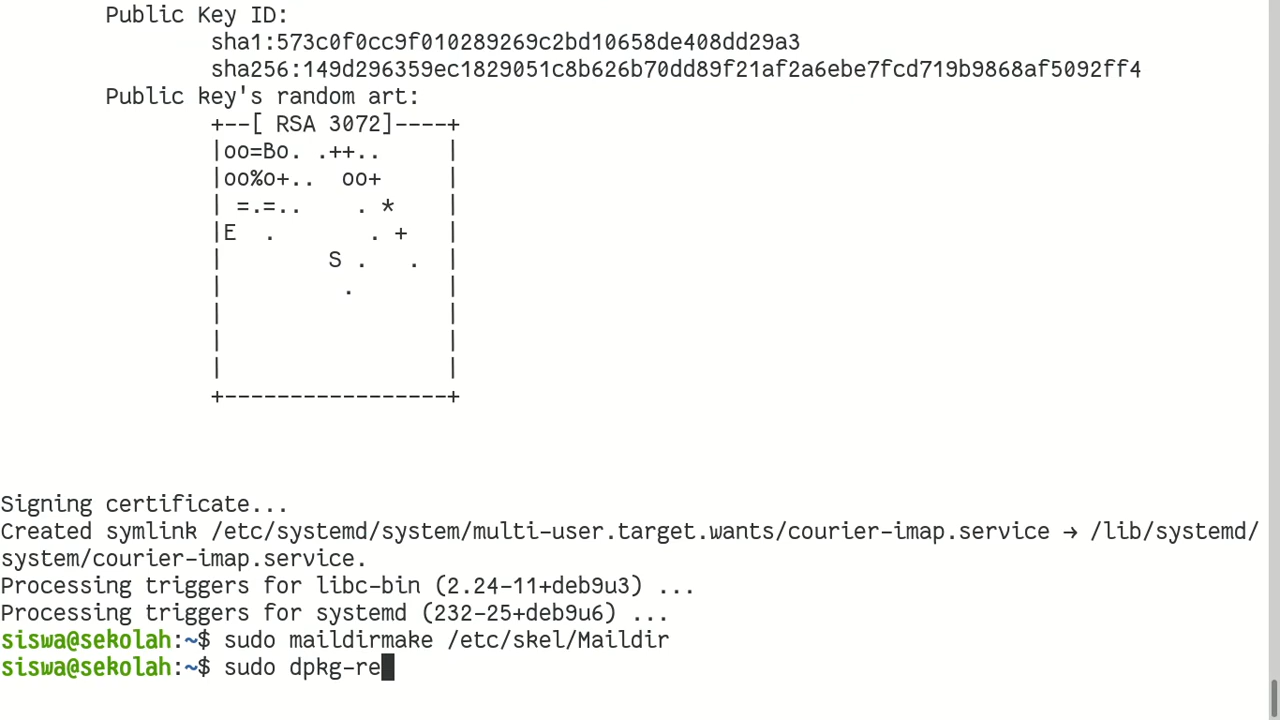 Public Key ID:
sha1:573c0f0cc9f010289269c2bd10658de408dd29a3
sha256:149d296359ec1829051c8b626b70dd89f21af2a6ebe7fcd719b9868af5092ff4
Public key's random art:
+--[ RSA 3072]----+
|oo=Bo. .++..     |
|oo%o+..  oo+     |
| =.=..    . *    |
|E  .       . +   |
|        S .   .  |
|         .       |
|                 |
|                 |
|                 |
+-----------------+
Signing certificate...
Created symlink /etc/systemd/system/multi-user.target.wants/courier-imap.service → /lib/systemd/
system/courier-imap.service.
Processing triggers for libc-bin (2.24-11+deb9u3) ...
Processing triggers for systemd (232-25+deb9u6) ...
siswa@sekolah:~$ sudo maildirmake /etc/skel/Maildir
siswa@sekolah:~$ sudo dpkg-re